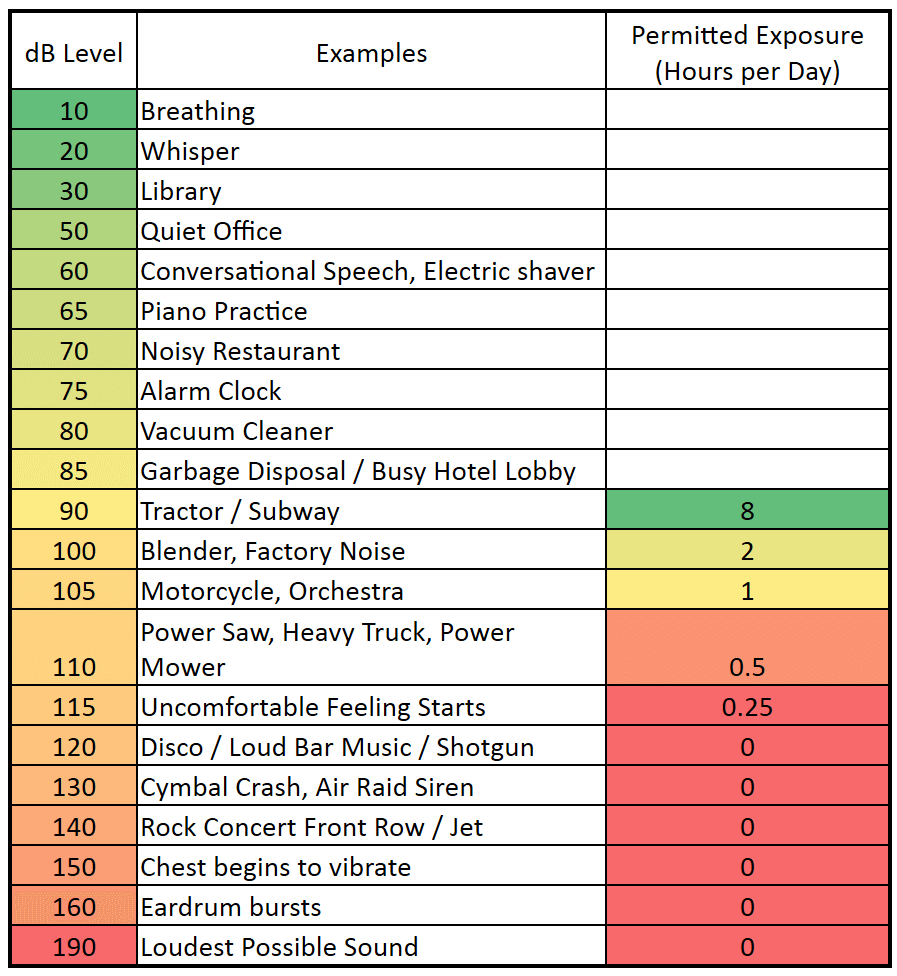 dB Level Examples Permitted Exposure
(Hours per Day)
10 Breathing
20 Whisper
30 Library
50 Quiet Office
60 Conversational Speech, Electric shaver
65 Piano Practice
70 Noisy Restaurant
75 Alarm Clock
80 Vacuum Cleaner
85 Garbage Disposal / Busy Hotel Lobby
90 Tractor / Subway 8
100 Blender, Factory Noise 2
105 Motorcycle, Orchestra 1
Power Saw, Heavy Truck, Power
110 Mower 0.5
115 Uncomfortable Feeling Starts 0.25
120 Disco / Loud Bar Music / Shotgun 0
130 Cymbal Crash, Air Raid Siren 0
140 Rock Concert Front Row / Jet 0
150 Chest begins to vibrate 0
160 Eardrum bursts 0
190 Loudest Possible Sound 0